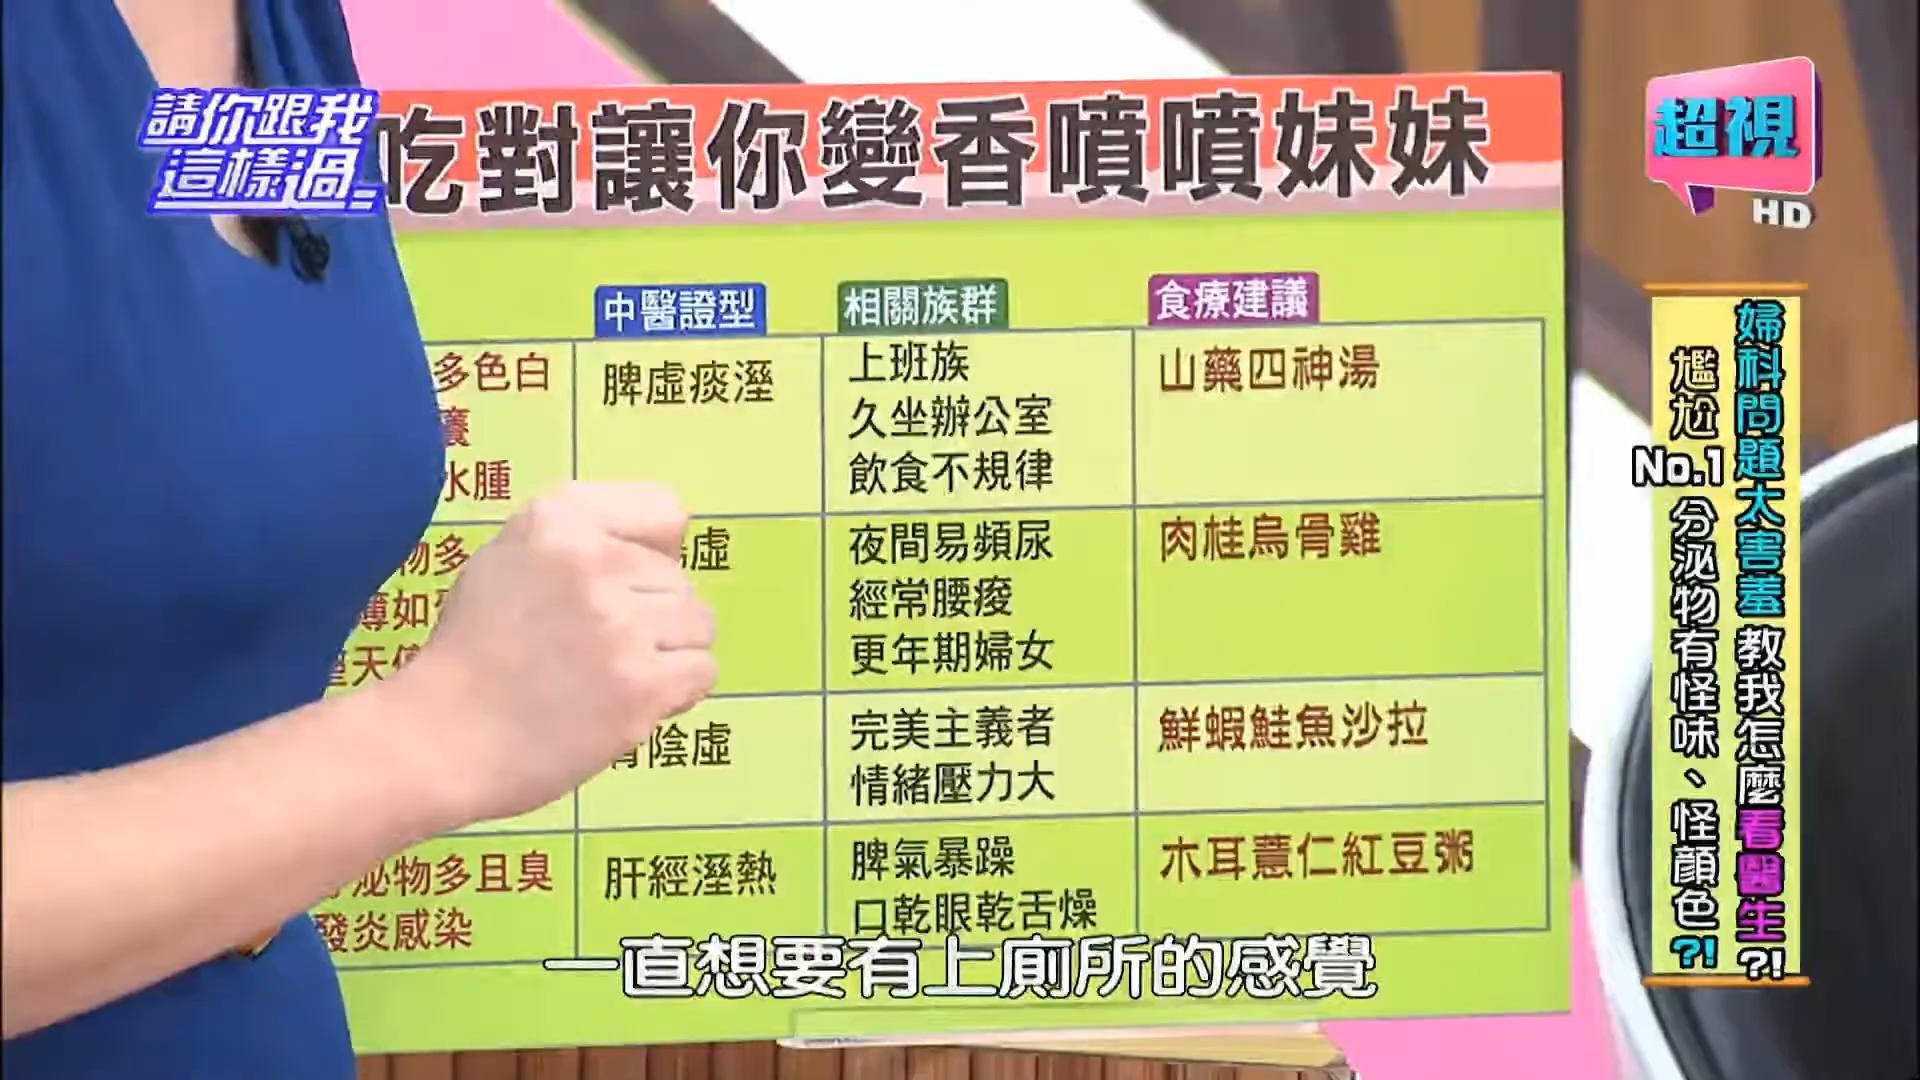 請你跟我
這樣過
吃對讓你變香噴噴妹妹
超視
HD
中醫證型
相關族群
食療建議
多色白
癢
水腫
脾虛痰溼
上班族
久坐辦公室
飲食不規律
山藥四神湯
物多
薄如
天
虛
夜間易頻尿
經常腰痠
更年期婦女
肉桂烏骨雞
陰虛
完美主義者
情緒壓力大
鮮蝦鮭魚沙拉
泌物多且臭
發炎感染
肝經溼熱
脾氣暴躁
口乾眼乾舌燥
木耳薏仁紅豆粥
婦科問題太害羞 教我怎麼看醫生?!
尷尬No.1 分泌物有怪味、怪顏色?!
一直想要有上廁所的感覺